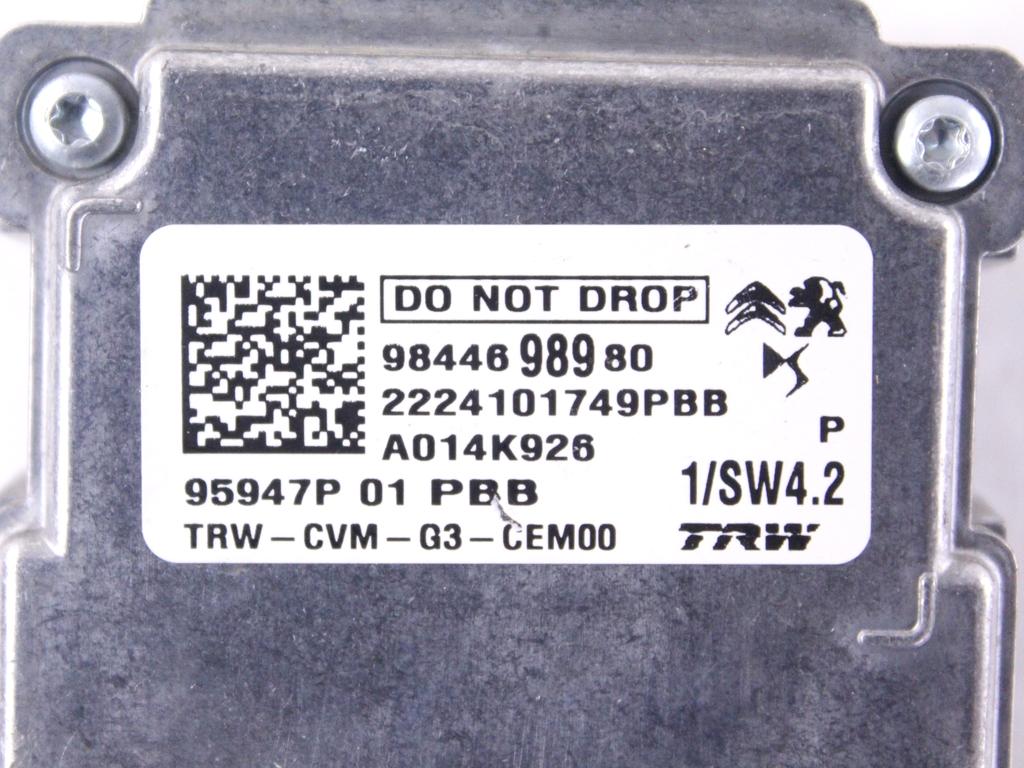 DO NOT DROP
98446 989 80
2224101749PBB
A014K926
P
95947P 01 PBB
1/SW4.2
TRW-CVM-G3-CEM00
TRW